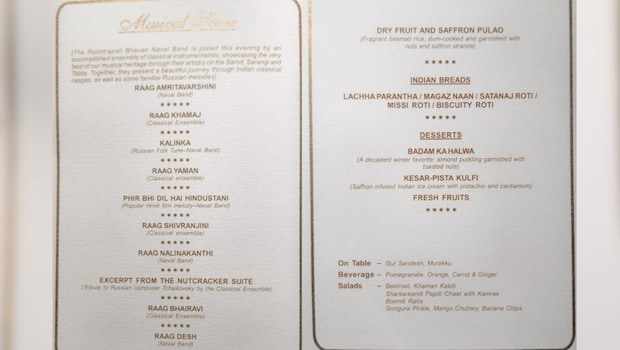 Musical Score
[The Rashtrapati Bhavan Naval Band is joined this evening by an
accomplished ensemble of classical instrumentalists, showcasing the very
best of our musical heritage through their artistry on the Sarod, Sarangi and
Tabla. Together, they present a beautiful journey through Indian classical
raagas, as well as some familiar Russian melodies]
RAAG AMRITAVARSHINI
(Naval Band)
*****
RAAG KHAMAJ
(Classical Ensemble)
*****
KALINKA
(Russian Folk Tune–Naval Band)
*****
RAAG YAMAN
(Classical ensemble)
*****
PHIR BHI DIL HAI HINDUSTANI
(Popular Hindi film melody–Naval Band)
*****
RAAG SHIVRANJINI
(Classical ensemble)
*****
RAAG NALINAKANTHI
(Naval Band)
*****
EXCERPT FROM THE NUTCRACKER SUITE
(Tribute to Russian composer Tchaikovsky by the Classical Ensemble)
*****
RAAG BHAIRAVI
(Classical Ensemble)
*****
RAAG DESH
(Naval Band)
DRY FRUIT AND SAFFRON PULAO
(Fragrant basmati rice, dum-cooked and garnished with
nuts and saffron strands)
*****
INDIAN BREADS
LACHHA PARANTHA / MAGAZ NAAN / SATANAJ ROTI /
MISSI ROTI / BISCUITY ROTI
*****
DESSERTS
BADAM KA HALWA
(A decadent winter favorite: almond pudding garnished with
toasted nuts)
KESAR-PISTA KULFI
(Saffron infused Indian ice cream with pistachio and cardamom)
FRESH FRUITS
*****
On Table – Gur Sandesh, Murakku
Beverage – Pomegranate, Orange, Carrot & Ginger
Salads – Beetroot, Khaman Kakdi
Shankarkandi Papdi Chaat with Kamrak
Boondi Raita
Gongura Pickle, Mango Chutney, Banana Chips